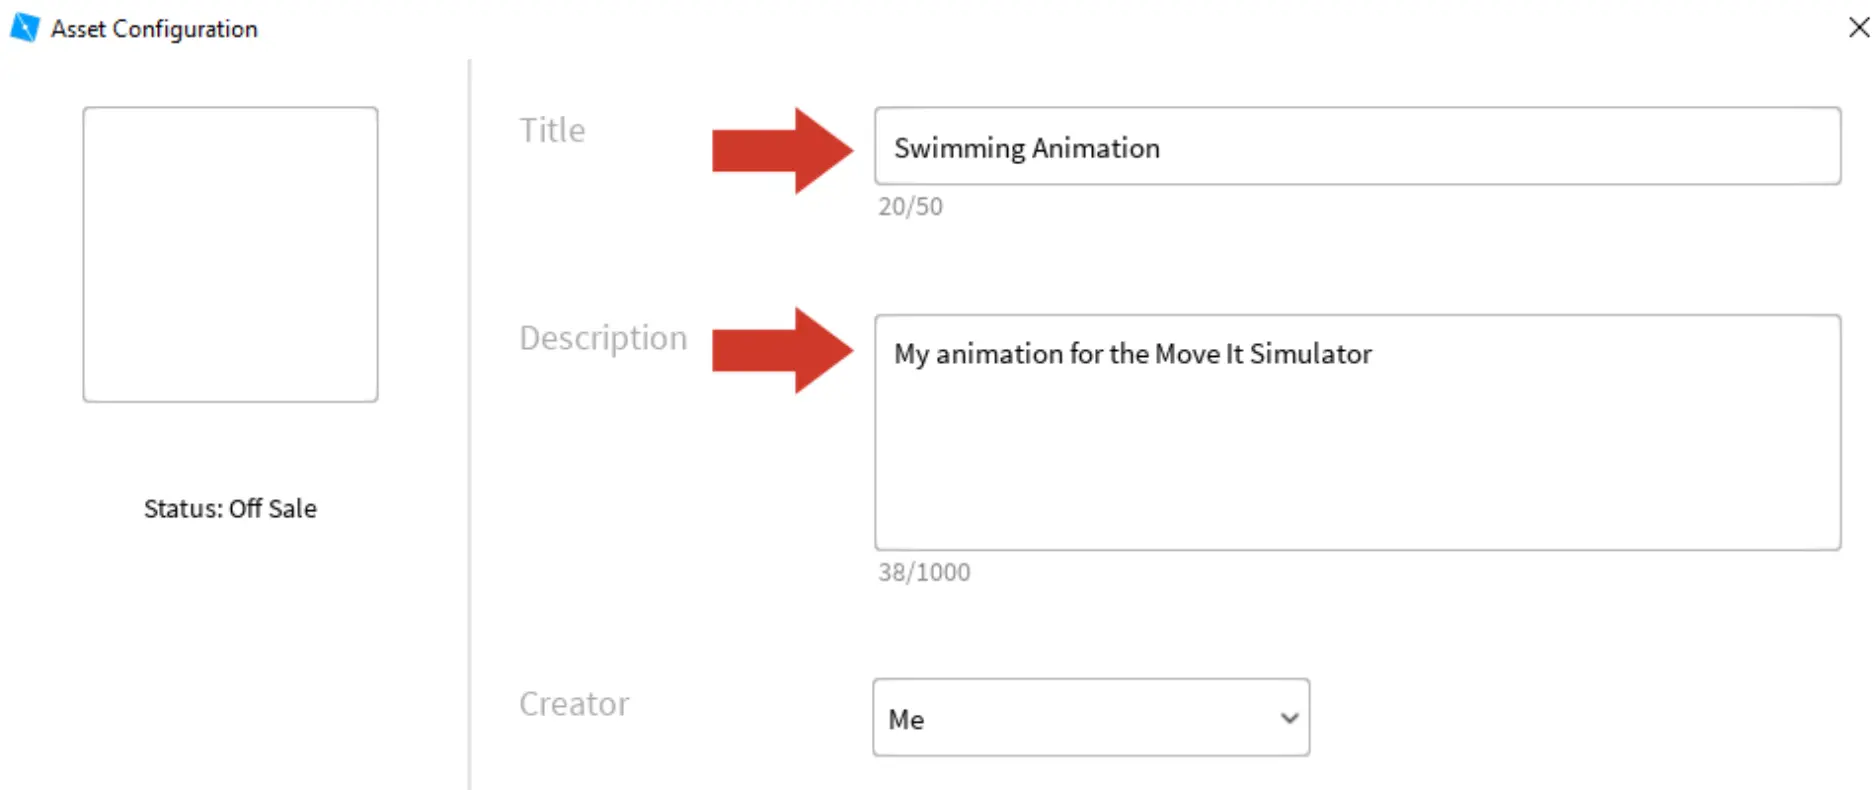 Asset Configuration
Title
Swimming Animation
20/50
Description
My animation for the Move It Simulator
38/1000
Status: Off Sale
Creator
Me